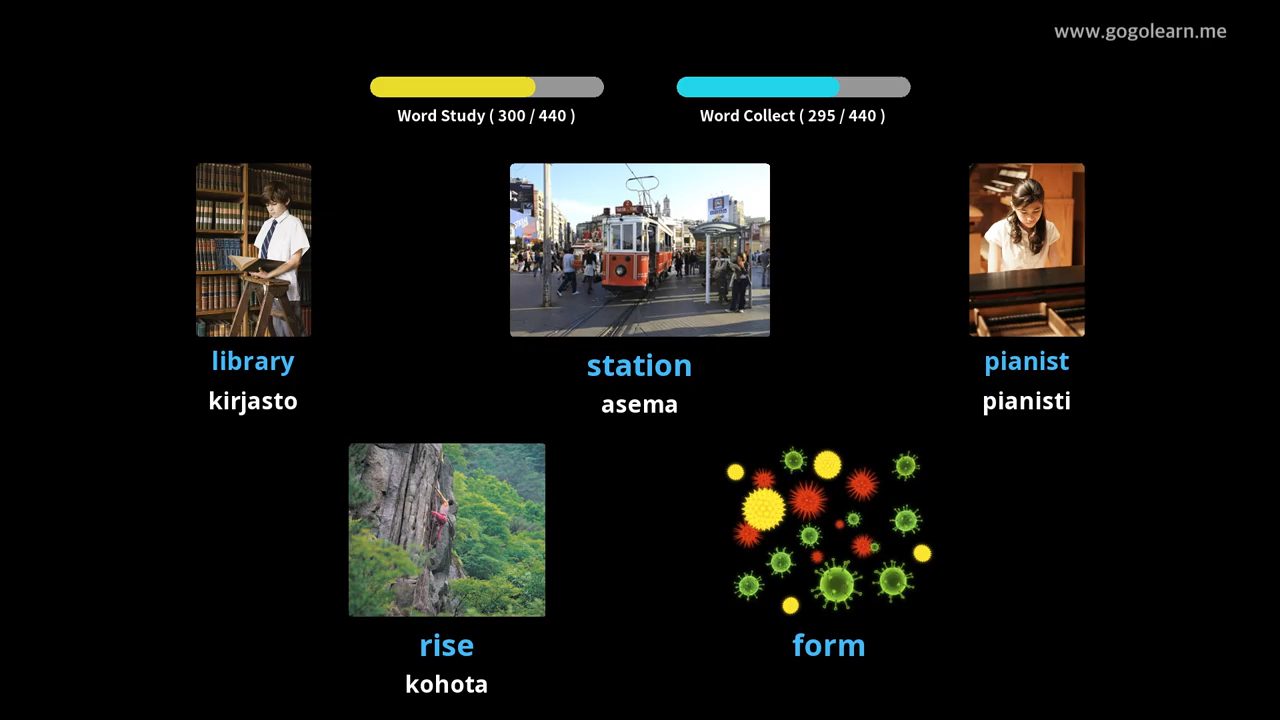 www.gogolearn.me
Word Study ( 300 / 440 )
Word Collect ( 295 / 440 )
library
kirjasto
station
asema
pianist
pianisti
rise
kohota
form